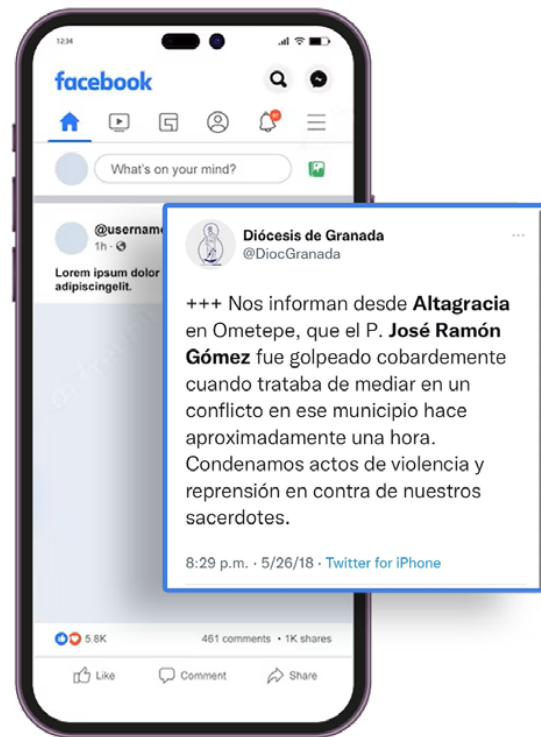 12:34
facebook
What's on your mind?
@usernam
1h
Lorem ipsum dolor
adipiscingelit.
Diócesis de Granada
@DiocGranada
+++ Nos informan desde Altagracia
en Ometepe, que el P. José Ramón
Gómez fue golpeado cobardemente
cuando trataba de mediar en un
conflicto en ese municipio hace
aproximadamente una hora.
Condenamos actos de violencia y
reprensión en contra de nuestros
sacerdotes.
8:29 p.m. · 5/26/18 · Twitter for iPhone
5.8K 461 comments • 1K shares
Like Comment Share